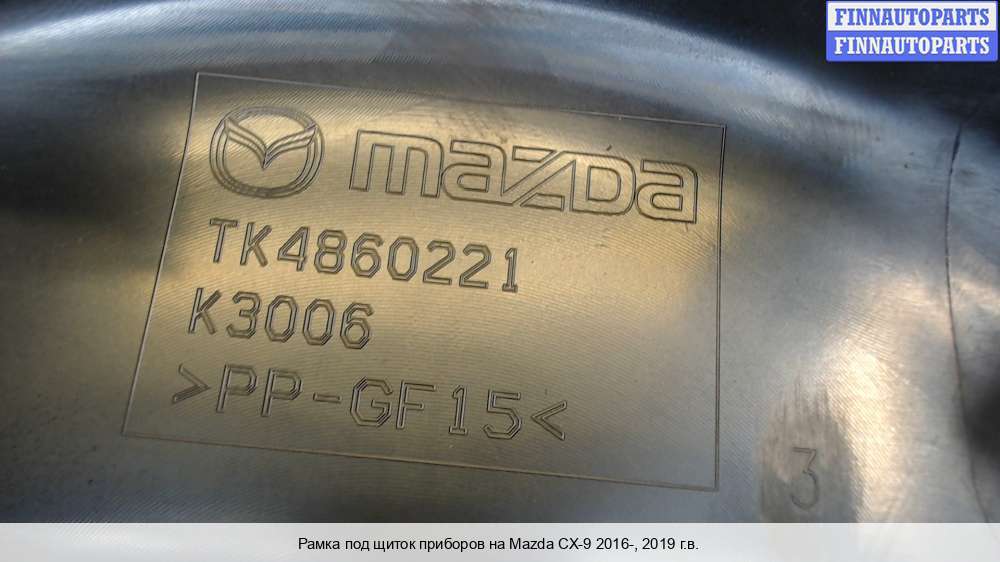 FINNAUTOPARTS
FINNAUTOPARTS
mazda
TK4860221
K3006
>PP-GF15<
3
Рамка под щиток приборов на Mazda CX-9 2016-, 2019 г.в.